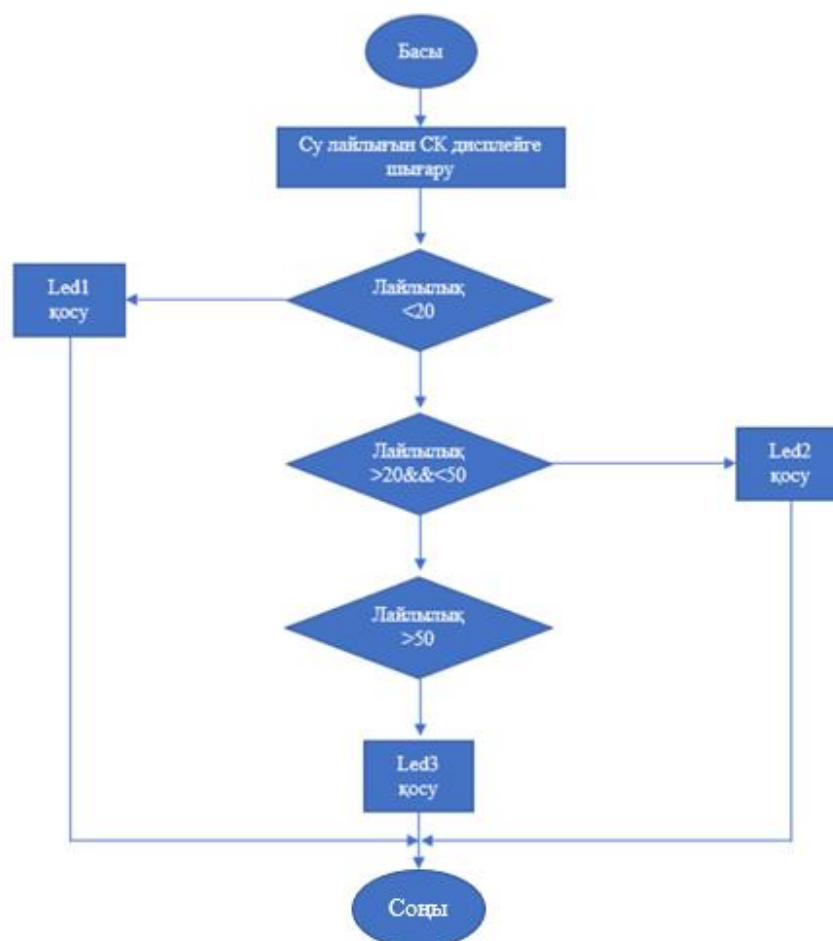 Басы
Су лайлығын СК дисплейге
шығару
Лайлылық
<20
Led1
қосу
Лайлылық
>20&&<50
Led2
қосу
Лайлылық
>50
Led3
қосу
Соңы